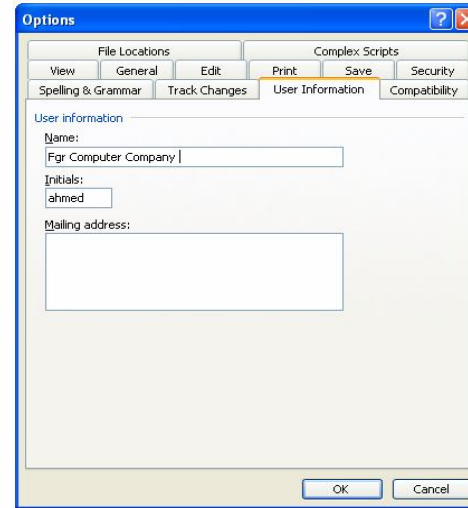 Options
File Locations Complex Scripts
View General Edit Print Save Security
Spelling & Grammar Track Changes User Information Compatibility
User information
Name:
Fgr Computer Company
Initials:
ahmed
Mailing address:
OK Cancel